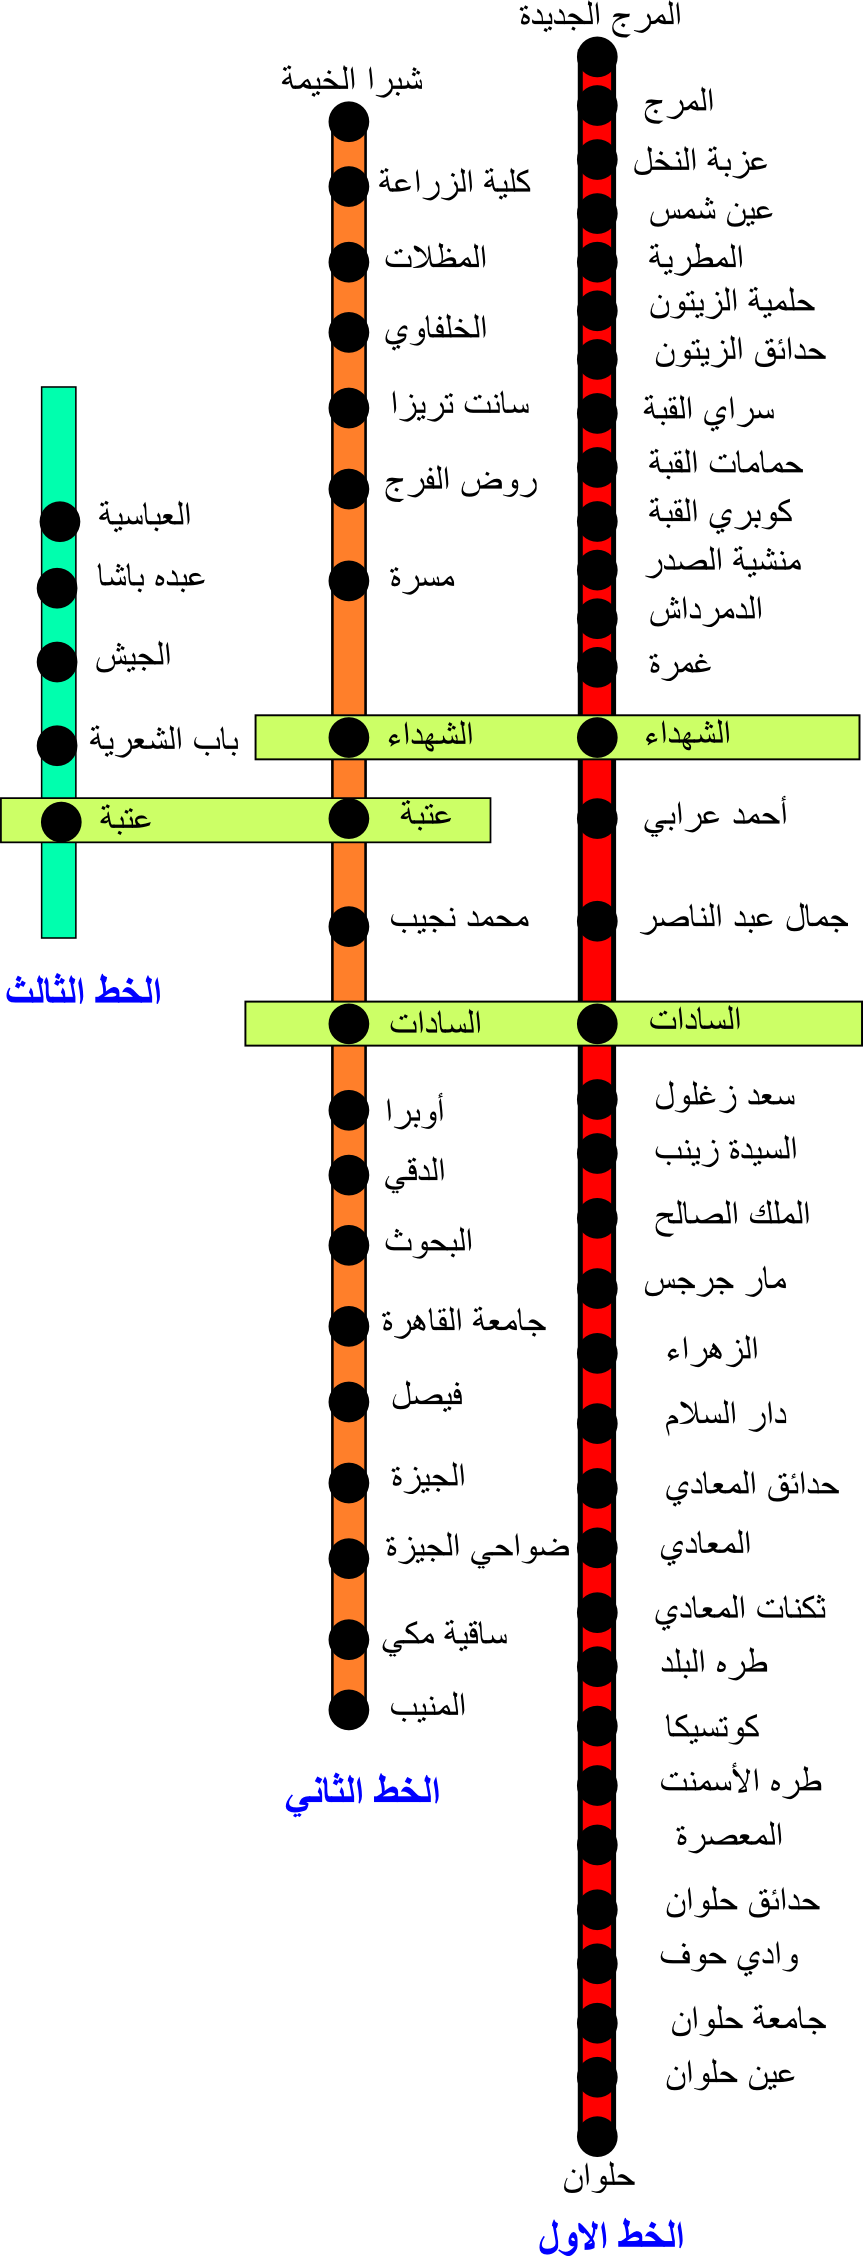 المرج الجديدة
المرج
عزبة النخل
عين شمس
المطرية
حلمية الزيتون
حدائق الزيتون
سراي القبة
حمامات القبة
كوبري القبة
منشية الصدر
الدمرداش
غمرة
الشهداء
أحمد عرابي
جمال عبد الناصر
السادات
سعد زغلول
السيدة زينب
الملك الصالح
مار جرجس
الزهراء
دار السلام
حدائق المعادي
المعادي
ثكنات المعادي
طره البلد
كوتسيكا
طره الأسمنت
المعصرة
حدائق حلوان
وادي حوف
جامعة حلوان
عين حلوان
حلوان
الخط الاول
شبرا الخيمة
كلية الزراعة
المظلات
الخلفاوي
سانت تريزا
روض الفرج
مسرة
الشهداء
عتبة
محمد نجيب
السادات
أوبرا
الدقي
البحوث
جامعة القاهرة
فيصل
الجيزة
ضواحي الجيزة
ساقية مكي
المنيب
الخط الثاني
العباسية
عبده باشا
الجيش
باب الشعرية
عتبة
الخط الثالث